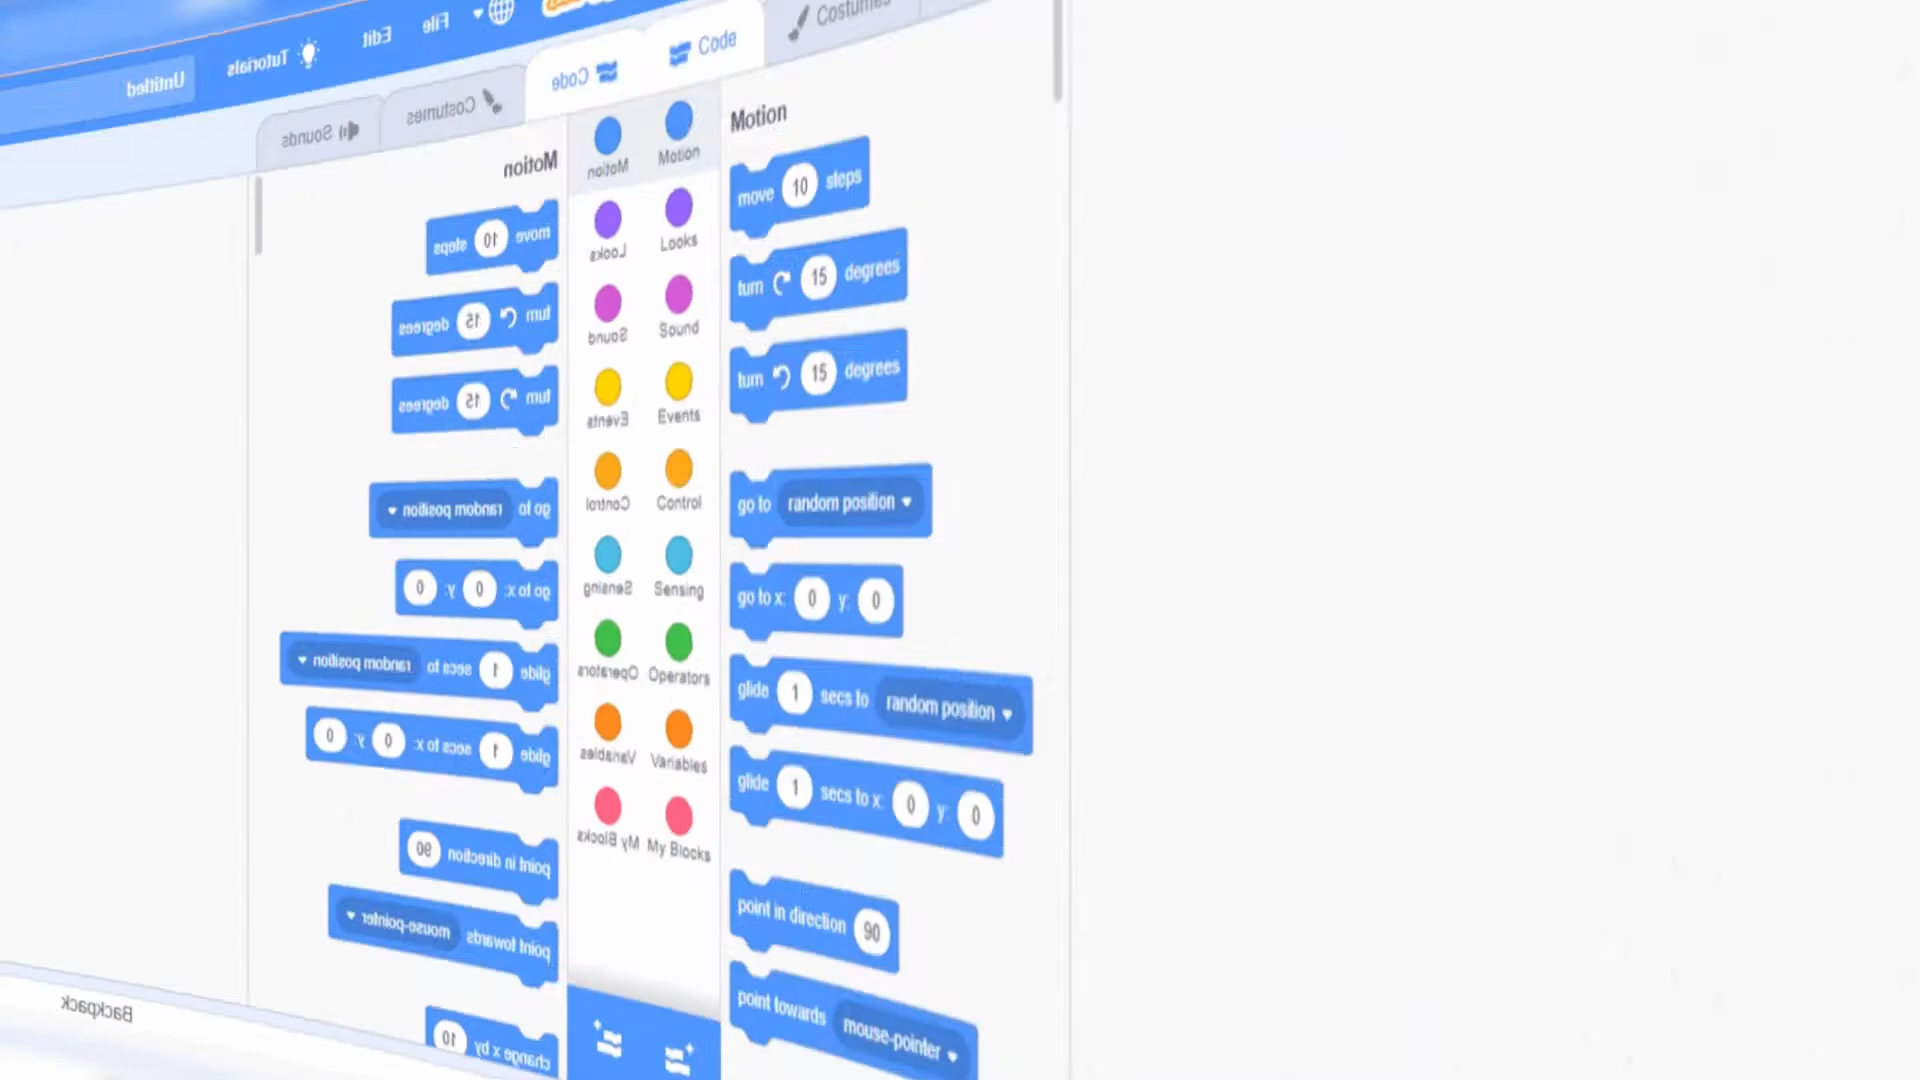 Untitled
Tutorials
Edit
File
Sounds
Costumes
Code
Code
Costumes
Motion
move 10 steps
turn 15 degrees
turn 15 degrees
go to random position
go to x: 0 y: 0
glide 1 secs to random position
glide 1 secs to x: 0 y: 0
point in direction 90
point towards mouse-pointer
change x by 10
Backpack
Motion
Looks
Sound
Events
Control
Sensing
Operators
Variables
My Blocks
Motion
Looks
Sound
Events
Control
Sensing
Operators
Variables
My Blocks
Motion
move 10 steps
turn 15 degrees
turn 15 degrees
go to random position
go to x: 0 y: 0
glide 1 secs to random position
glide 1 secs to x: 0 y: 0
point in direction 90
point towards mouse-pointer